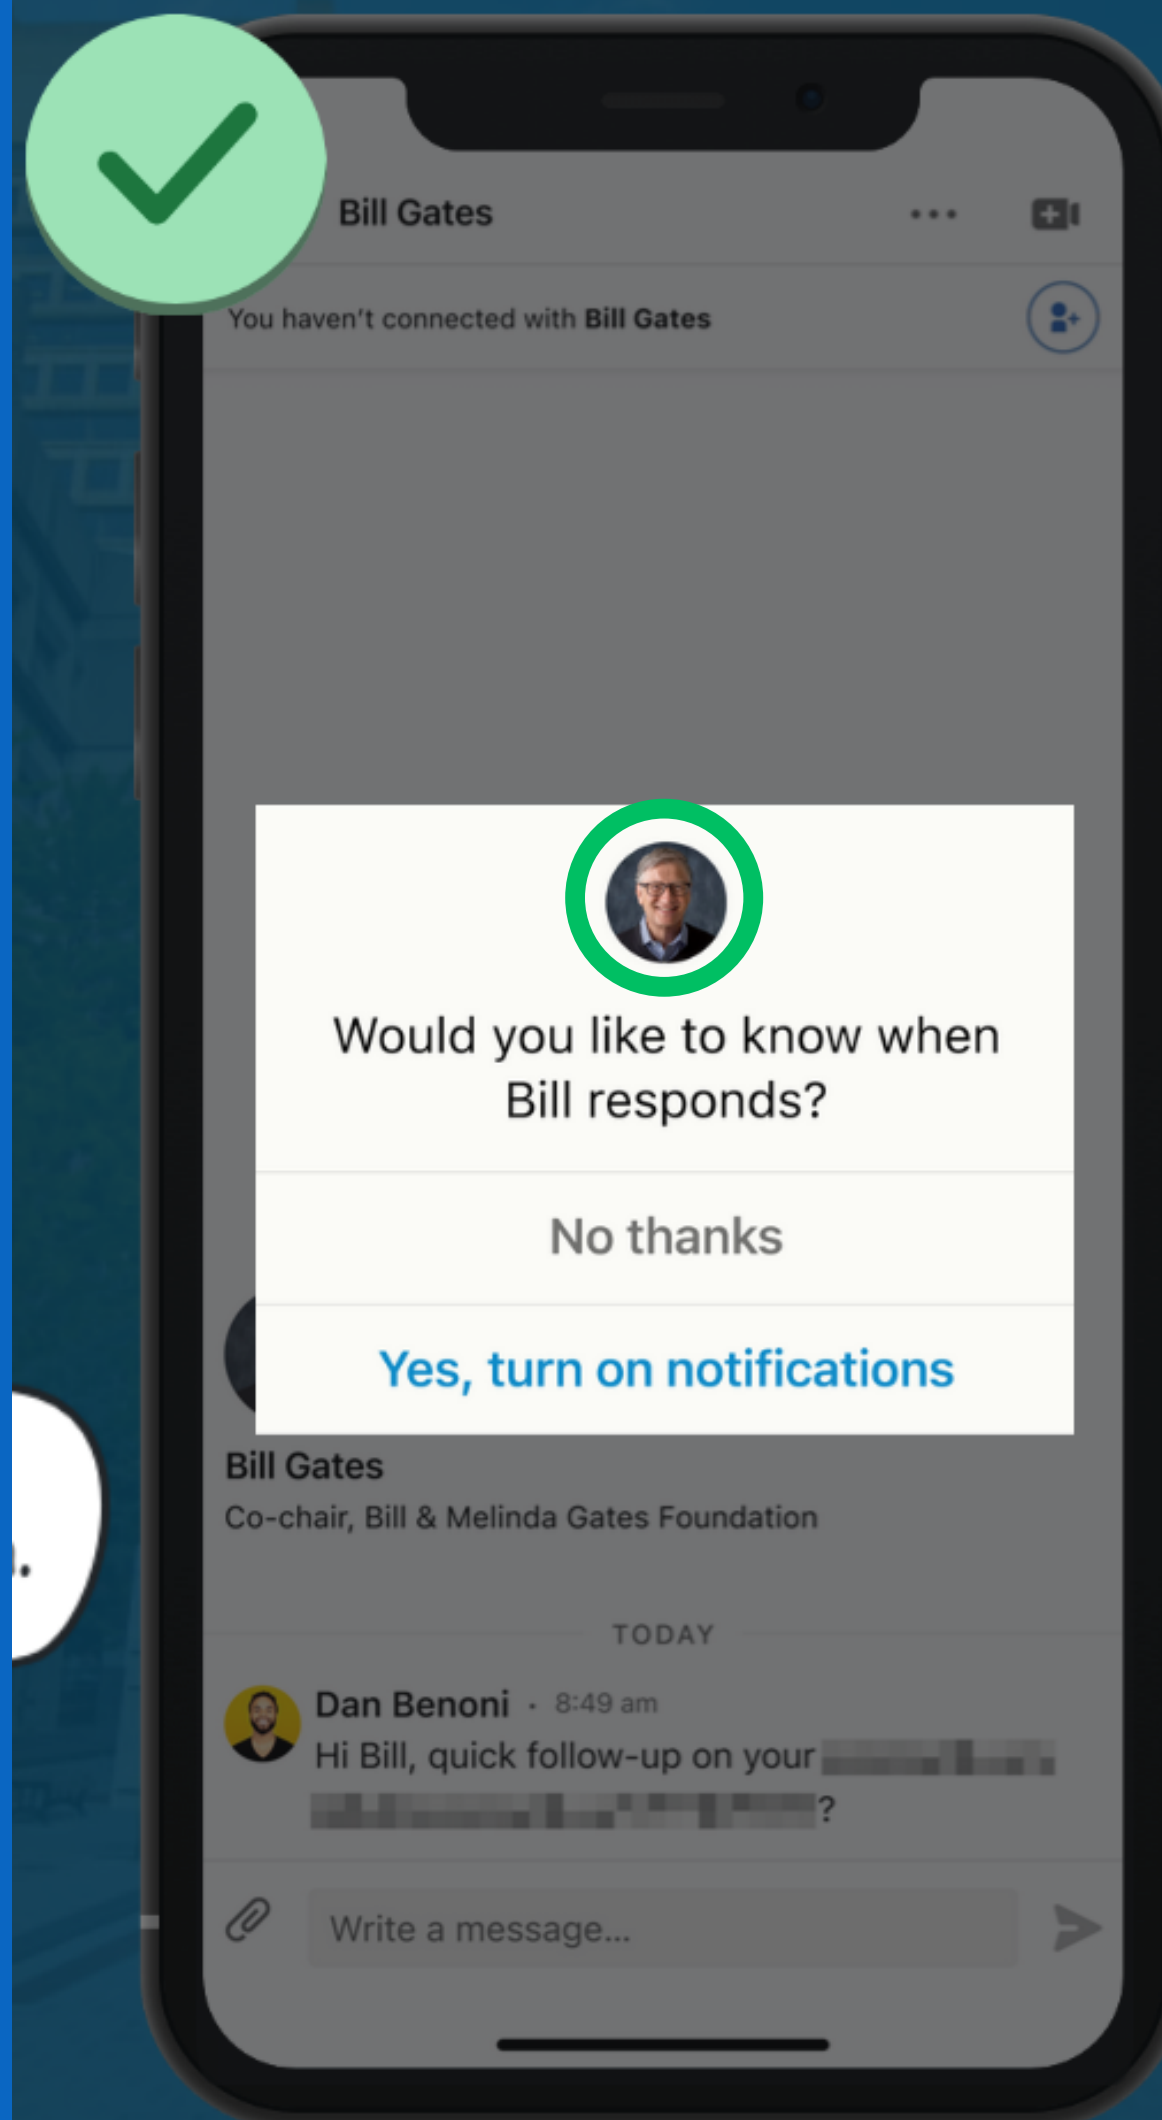 Bill Gates
You haven't connected with Bill Gates
Would you like to know when
Bill responds?
No thanks
Yes, turn on notifications
Bill Gates
Co-chair, Bill & Melinda Gates Foundation
TODAY
Dan Benoni · 8:49 am
Hi Bill, quick follow-up on your
?
Write a message...